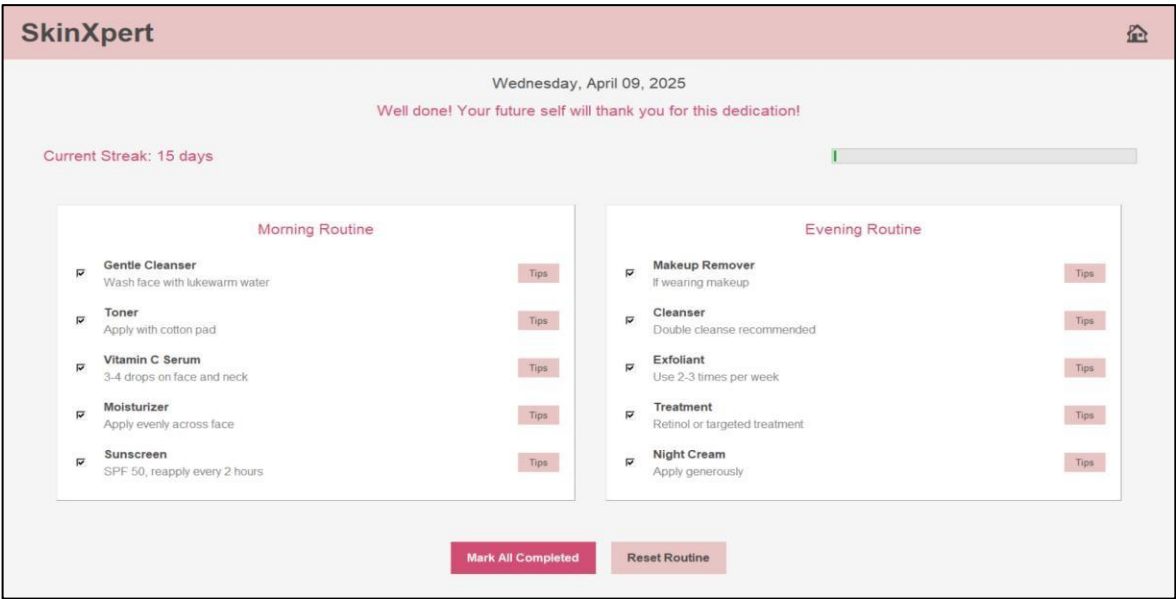 SkinXpert
Wednesday, April 09, 2025
Well done! Your future self will thank you for this dedication!
Current Streak: 15 days
Morning Routine
Gentle Cleanser
Wash face with lukewarm water
Tips
Toner
Apply with cotton pad
Tips
Vitamin C Serum
3-4 drops on face and neck
Tips
Moisturizer
Apply evenly across face
Tips
Sunscreen
SPF 50, reapply every 2 hours
Tips
Evening Routine
Makeup Remover
If wearing makeup
Tips
Cleanser
Double cleanse recommended
Tips
Exfoliant
Use 2-3 times per week
Tips
Treatment
Retinol or targeted treatment
Tips
Night Cream
Apply generously
Tips
Mark All Completed
Reset Routine